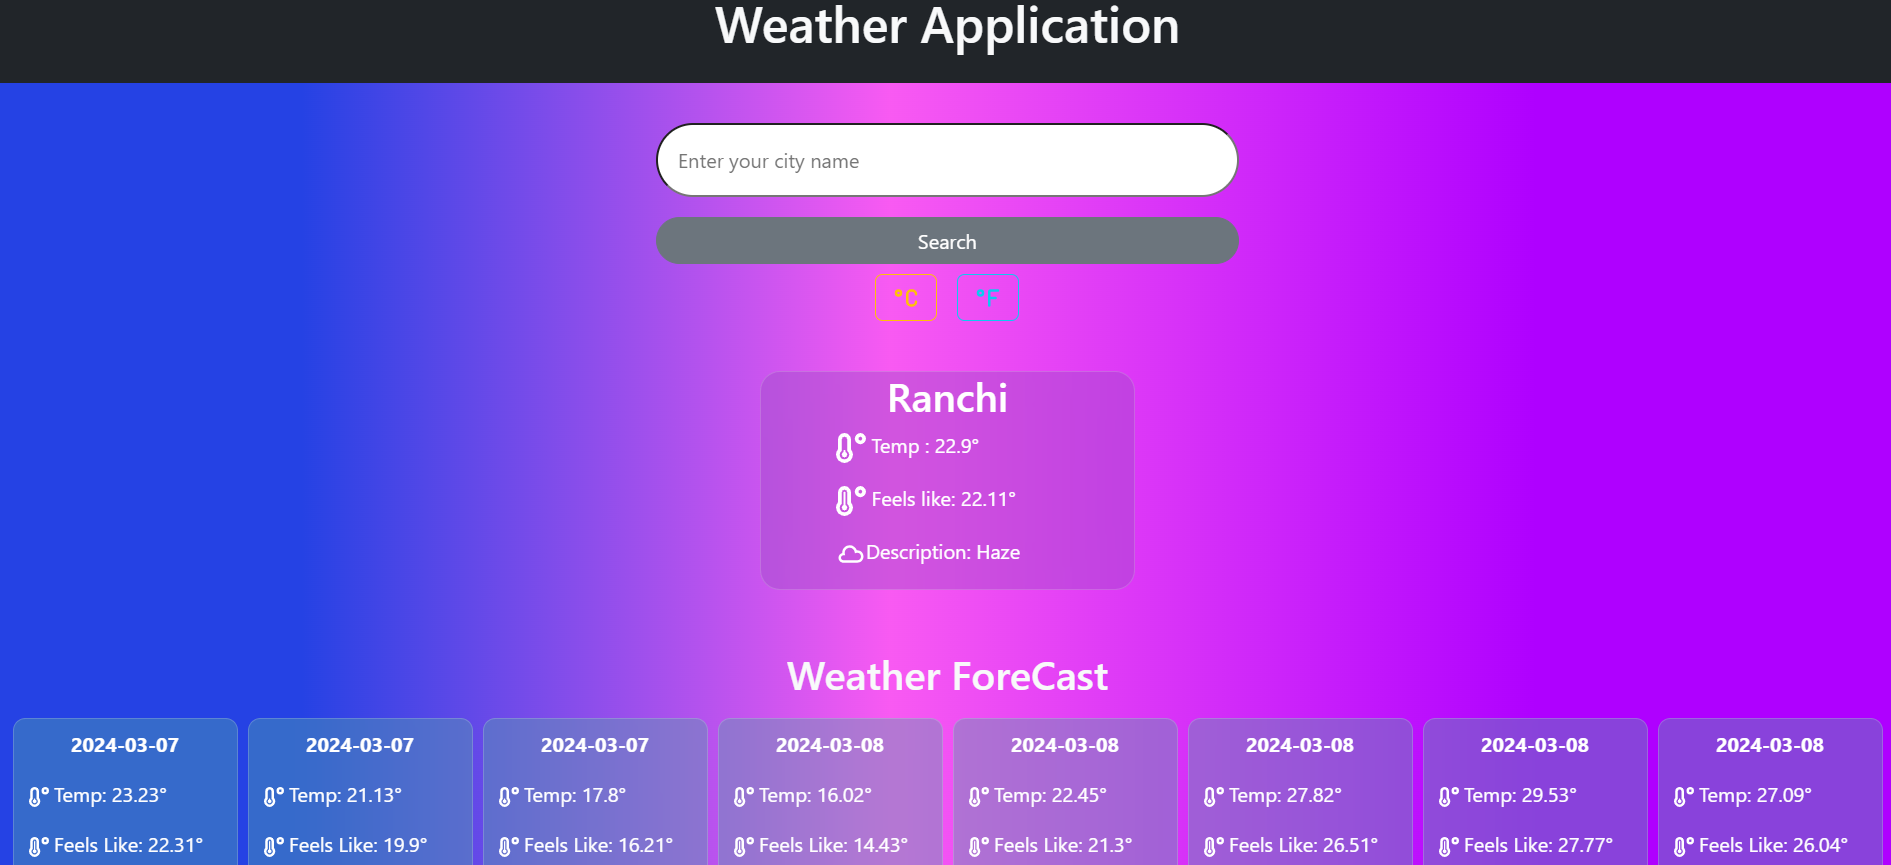 Weather Application
Enter your city name
Search
°C °F
Ranchi
Temp : 22.9°
Feels like: 22.11°
Description: Haze
Weather ForeCast
2024-03-07 2024-03-07 2024-03-07 2024-03-08 2024-03-08 2024-03-08 2024-03-08 2024-03-08
Temp: 23.23° Temp: 21.13° Temp: 17.8° Temp: 16.02° Temp: 22.45° Temp: 27.82° Temp: 29.53° Temp: 27.09°
Feels Like: 22.31° Feels Like: 19.9° Feels Like: 16.21° Feels Like: 14.43° Feels Like: 21.3° Feels Like: 26.51° Feels Like: 27.77° Feels Like: 26.04°